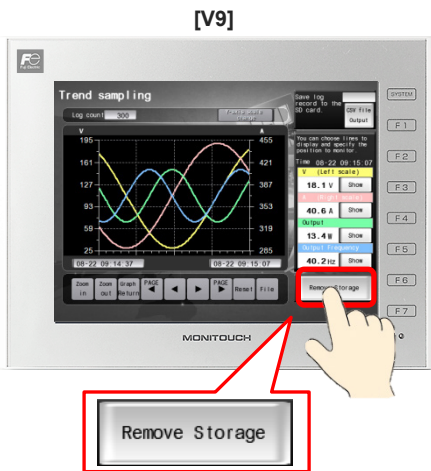 [V9]
Fe
Fuji Electric
SYSTEM
Trend sampling
Save log
record to the
SD card
CSV file
Output
Log count 300
F1
V
A
You can choose lines to
display and specify the
position to monitor.
195
161
127
93
59
25
455
421
387
353
319
285
F2
Time 08-22 09:15 07
V (Left scale)
18.1 V Show
F3
A (Right scale)
40.6 A Show
F4
Output
13.4 W Show
Output frequency
F5
40.2 Hz Show
08-22 09 14:37
08-22 09 15 07
Zoom in
Zoom out
Graph Return
PAGE ◀
◀
▶
PAGE ▶
Reset
File
Remove Storage
F6
F7
MONITOUCH
Remove Storage